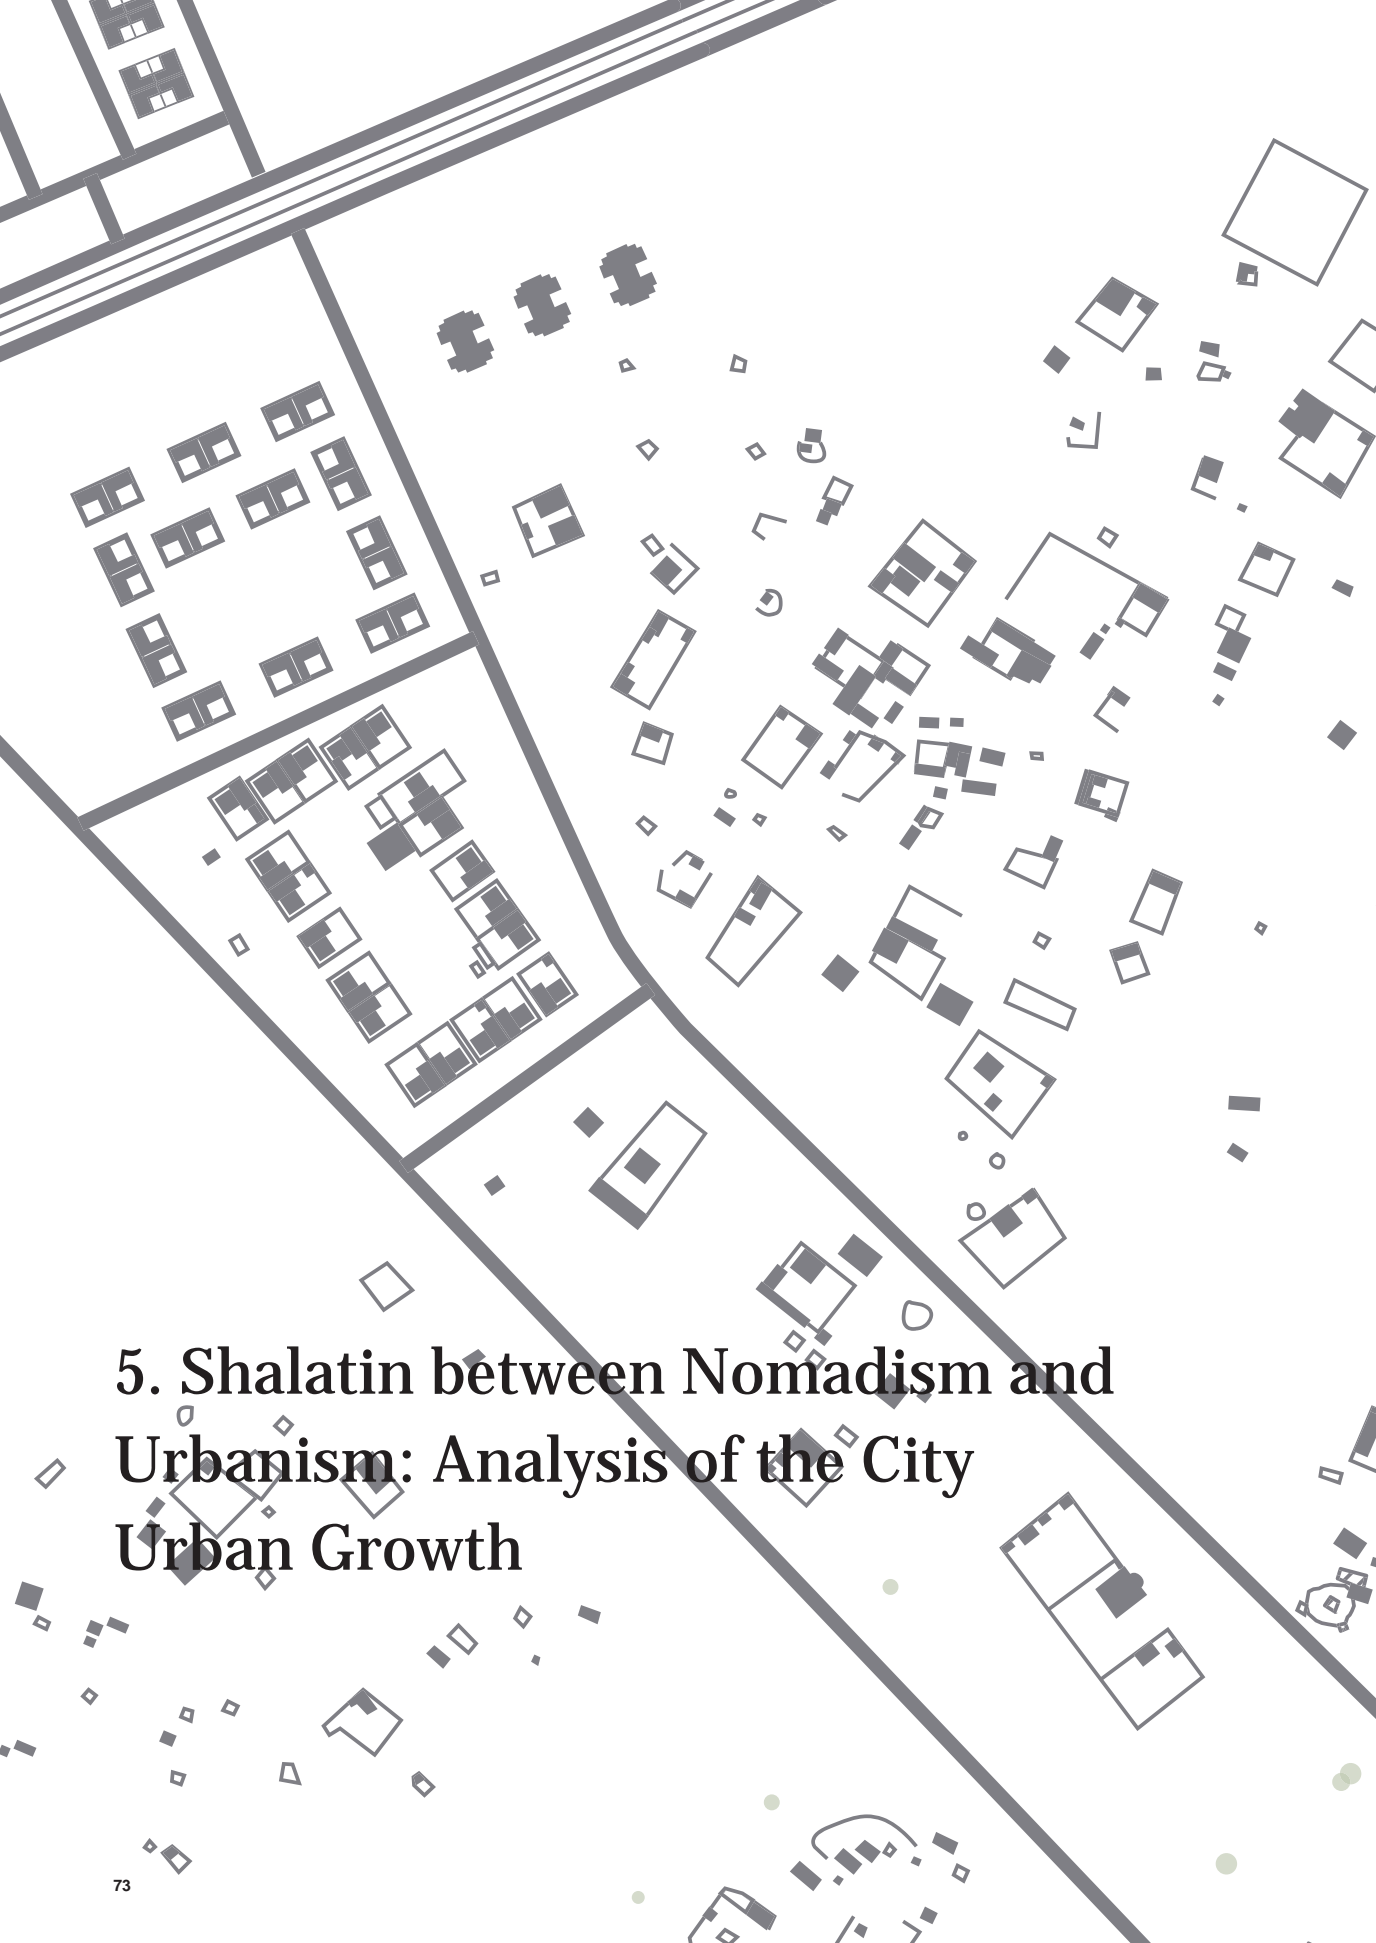 5. Shalatin between Nomadism and
Urbanism: Analysis of the City
Urban Growth
73